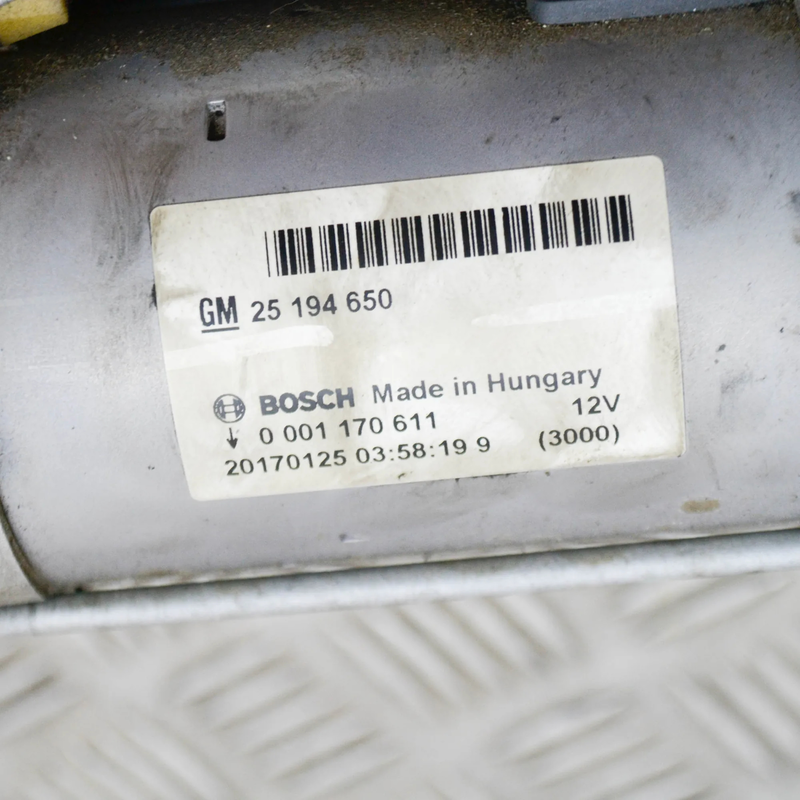 GM 25 194 650
BOSCH Made in Hungary
0 001 170 611 12V
20170125 03:58:19 9 (3000)